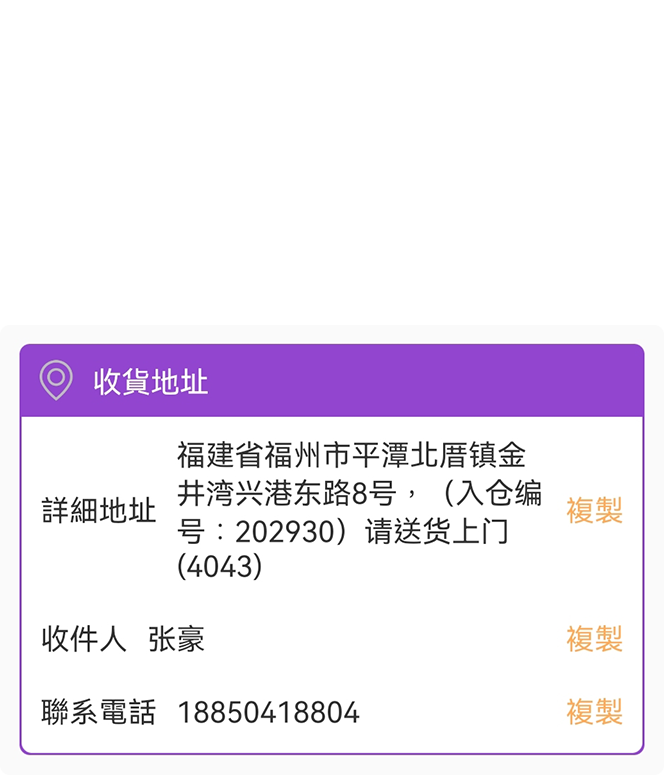 收貨地址
福建省福州市平潭北厝镇金
井湾兴港东路8号，（入仓编
詳細地址
複製
号：202930）请送货上门
(4043)
收件人 张豪
複製
聯系電話 18850418804
複製